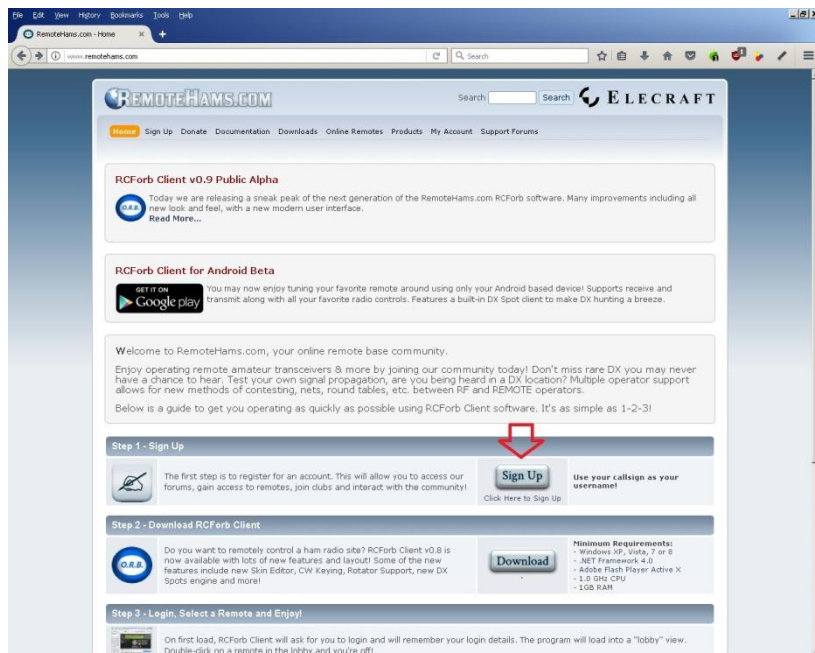 File Edit View History Bookmarks Tools Help
RemoteHams.com - Home
www.remotehams.com
Search
REMOTEHAMS.COM
Search Search ELECRAFT
Home Sign Up Donate Documentation Downloads Online Remotes Products My Account Support Forums
RCForb Client v0.9 Public Alpha
O.R.B.
Today we are releasing a sneak peak of the next generation of the RemoteHams.com RCForb software. Many improvements including all
new look and feel, with a new modern user interface.
Read More...
RCForb Client for Android Beta
GET IT ON
Google play
You may now enjoy tuning your favorite remote around using only your Android based device! Supports receive and
transmit along with all your favorite radio controls. Features a built-in DX Spot client to make DX hunting a breeze.
Welcome to RemoteHams.com, your online remote base community.
Enjoy operating remote amateur transceivers & more by joining our community today! Don't miss rare DX you may never
have a chance to hear. Test your own signal propagation, are you being heard in a DX location? Multiple operator support
allows for new methods of contesting, nets, round tables, etc. between RF and REMOTE operators.
Below is a guide to get you operating as quickly as possible using RCForb Client software. It's as simple as 1-2-3!
Step 1 - Sign Up
The first step is to register for an account. This will allow you to access our
forums, gain access to remotes, join clubs and interact with the community!
Sign Up
Click Here to Sign Up
Use your callsign as your
username!
Step 2 - Download RCForb Client
O.R.B.
Do you want to remotely control a ham radio site? RCForb Client v0.8 is
now available with lots of new features and layout! Some of the new
features include new Skin Editor, CW Keying, Rotator Support, new DX
Spots engine and more!
Download
Minimum Requirements:
- Windows XP, Vista, 7 or 8
- .NET Framework 4.0
- Adobe Flash Player Active X
- 1.0 GHz CPU
- 1GB RAM
Step 3 - Login, Select a Remote and Enjoy!
On first load, RCForb Client will ask for you to login and will remember your login details. The program will load into a "lobby" view.
Double-click on a remote in the lobby and you're off!